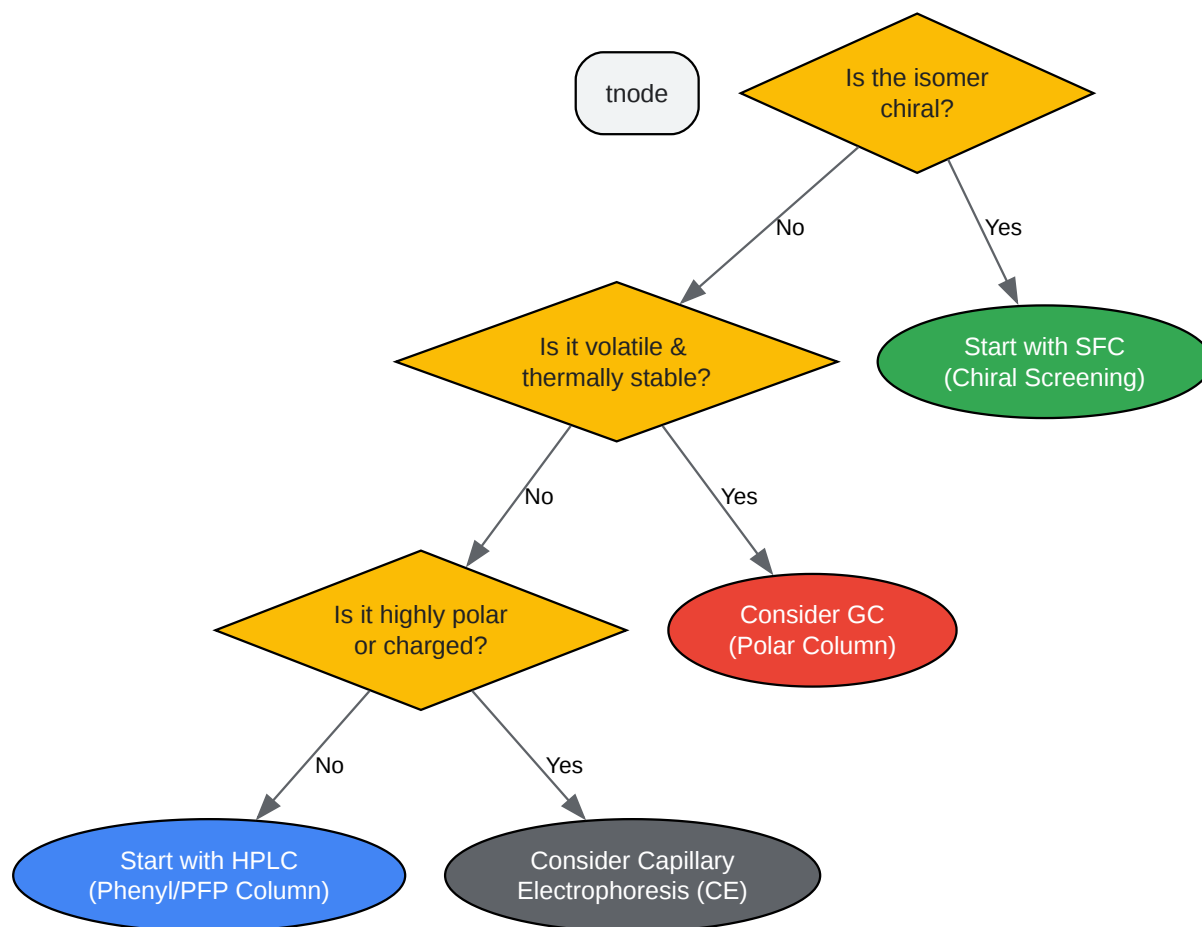 tnode
Is the isomer
chiral?
No
Yes
Is it volatile &
thermally stable?
Start with SFC
(Chiral Screening)
No
Yes
Is it highly polar
or charged?
Consider GC
(Polar Column)
No
Yes
Start with HPLC
(Phenyl/PFP Column)
Consider Capillary
Electrophoresis (CE)